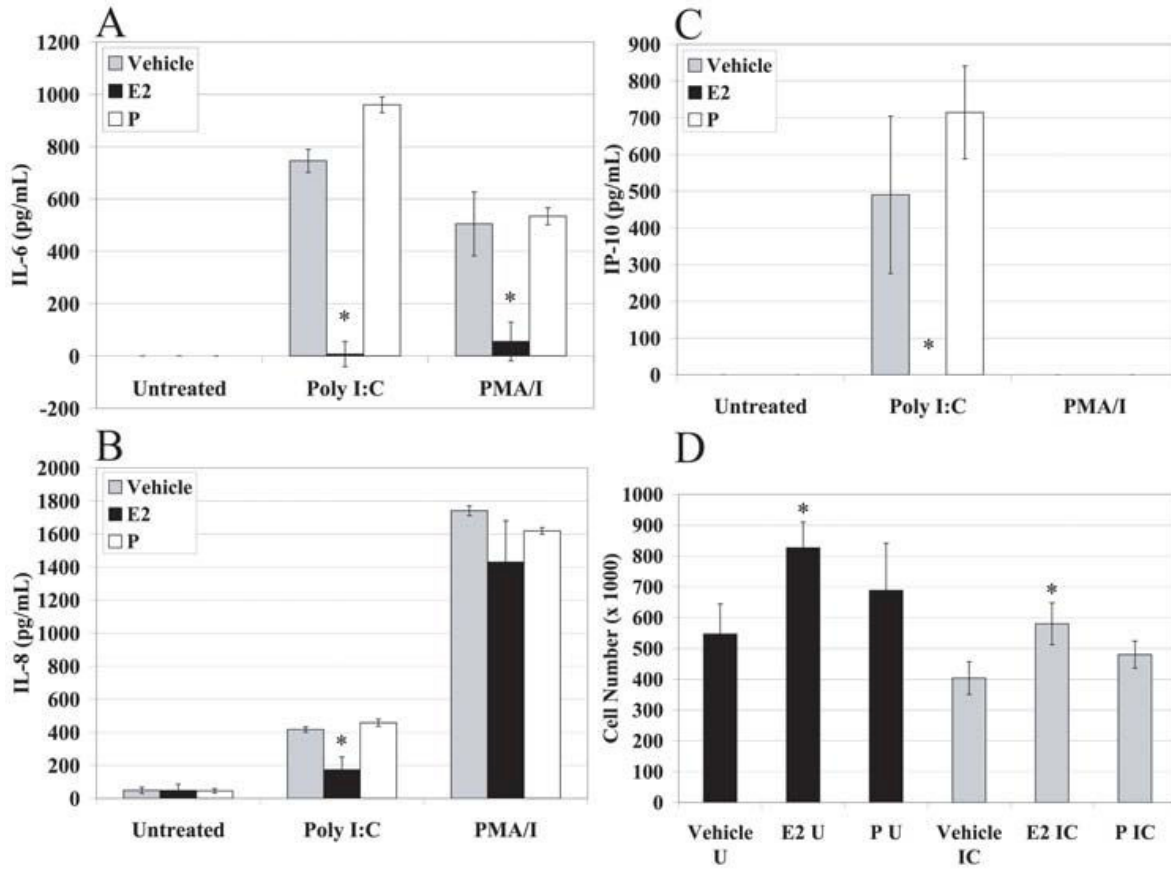 A
IL-6 (pg/mL)
1200
1000
800
600
400
200
0
-200
Vehicle
E2
P
*
*
Untreated Poly I:C PMA/I
B
IL-8 (pg/mL)
2000
1800
1600
1400
1200
1000
800
600
400
200
0
Vehicle
E2
P
*
Untreated Poly I:C PMA/I
C
IP-10 (pg/mL)
900
800
700
600
500
400
300
200
100
0
Vehicle
E2
P
*
Untreated Poly I:C PMA/I
D
Cell Number (x 1000)
1000
900
800
700
600
500
400
300
200
100
0
*
*
Vehicle E2 U P U Vehicle E2 IC P IC
U IC